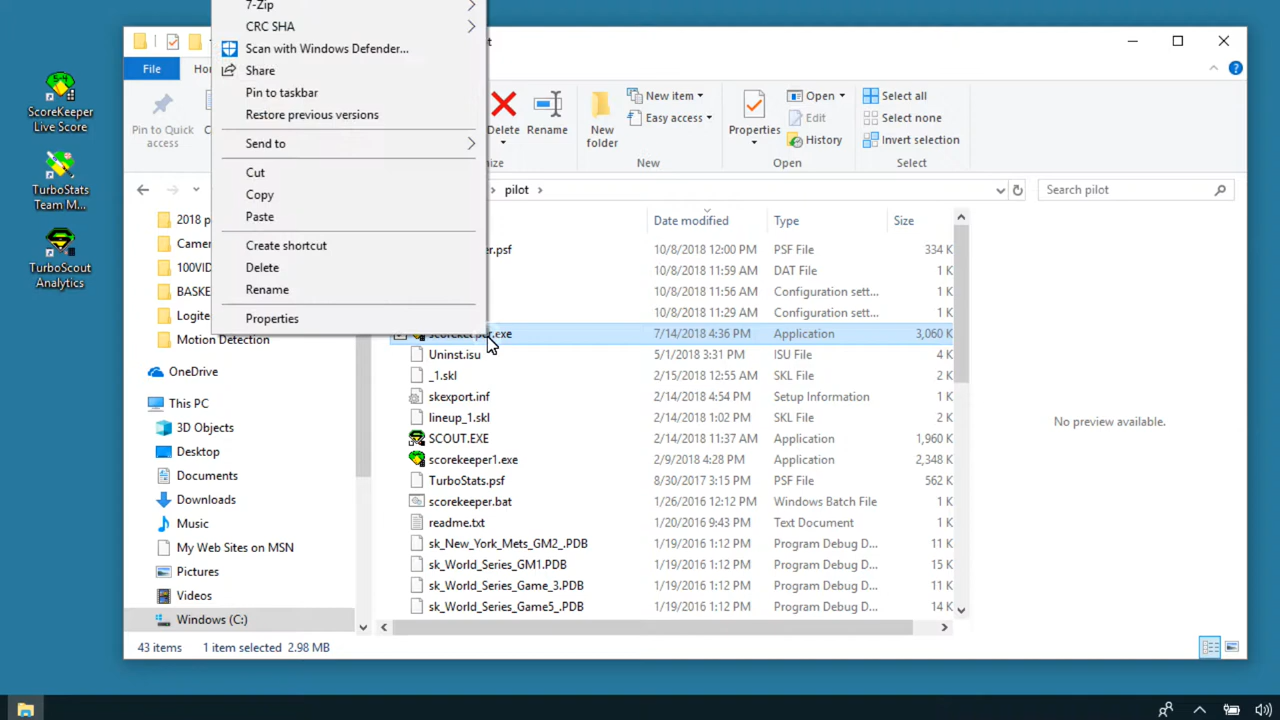 ScoreKeeper
Live Score
TurboStats
Team M...
TurboScout
Analytics
7-Zip
CRC SHA
Scan with Windows Defender...
Share
Pin to taskbar
Restore previous versions
Send to
Cut
Copy
Paste
Create shortcut
Delete
Rename
Properties
File
Pin to Quick
access
Delete
Rename
New
folder
New item
Easy access
New
Properties
Open
Edit
History
Open
Select all
Select none
Invert selection
Select
pilot
Search pilot
2018 p
Camer
100VID
BASKE
Logite
Motion Detection
OneDrive
This PC
3D Objects
Desktop
Documents
Downloads
Music
My Web Sites on MSN
Pictures
Videos
Windows (C:)
Date modified Type Size
er.psf 10/8/2018 12:00 PM PSF File 334 K
10/8/2018 11:59 AM DAT File 1 K
10/8/2018 11:56 AM Configuration sett... 1 K
10/8/2018 11:29 AM Configuration sett... 1 K
scorekeeper.exe 7/14/2018 4:36 PM Application 3,060 K
Uninst.isu 5/1/2018 3:31 PM ISU File 4 K
_1.skl 2/15/2018 12:55 AM SKL File 2 K
skexport.inf 2/14/2018 4:54 PM Setup Information 1 K
lineup_1.skl 2/14/2018 1:02 PM SKL File 2 K
SCOUT.EXE 2/14/2018 11:37 AM Application 1,960 K
scorekeeper1.exe 2/9/2018 4:28 PM Application 2,348 K
TurboStats.psf 8/30/2017 3:15 PM PSF File 562 K
scorekeeper.bat 1/26/2016 12:12 PM Windows Batch File 1 K
readme.txt 1/20/2016 9:43 PM Text Document 1 K
sk_New_York_Mets_GM2_.PDB 1/19/2016 1:12 PM Program Debug D... 11 K
sk_World_Series_GM1.PDB 1/19/2016 1:12 PM Program Debug D... 15 K
sk_World_Series_Game_3.PDB 1/19/2016 1:12 PM Program Debug D... 11 K
sk_World_Series_Game5_.PDB 1/19/2016 1:12 PM Program Debug D... 14 K
No preview available.
43 items 1 item selected 2.98 MB